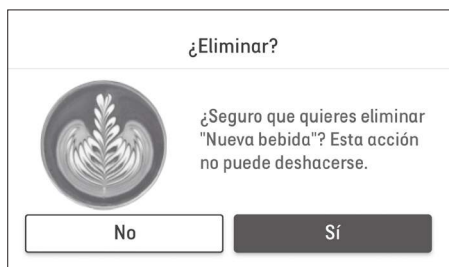 ¿Eliminar?
¿Seguro que quieres eliminar
"Nueva bebida"? Esta acción
no puede deshacerse.
No
Sí